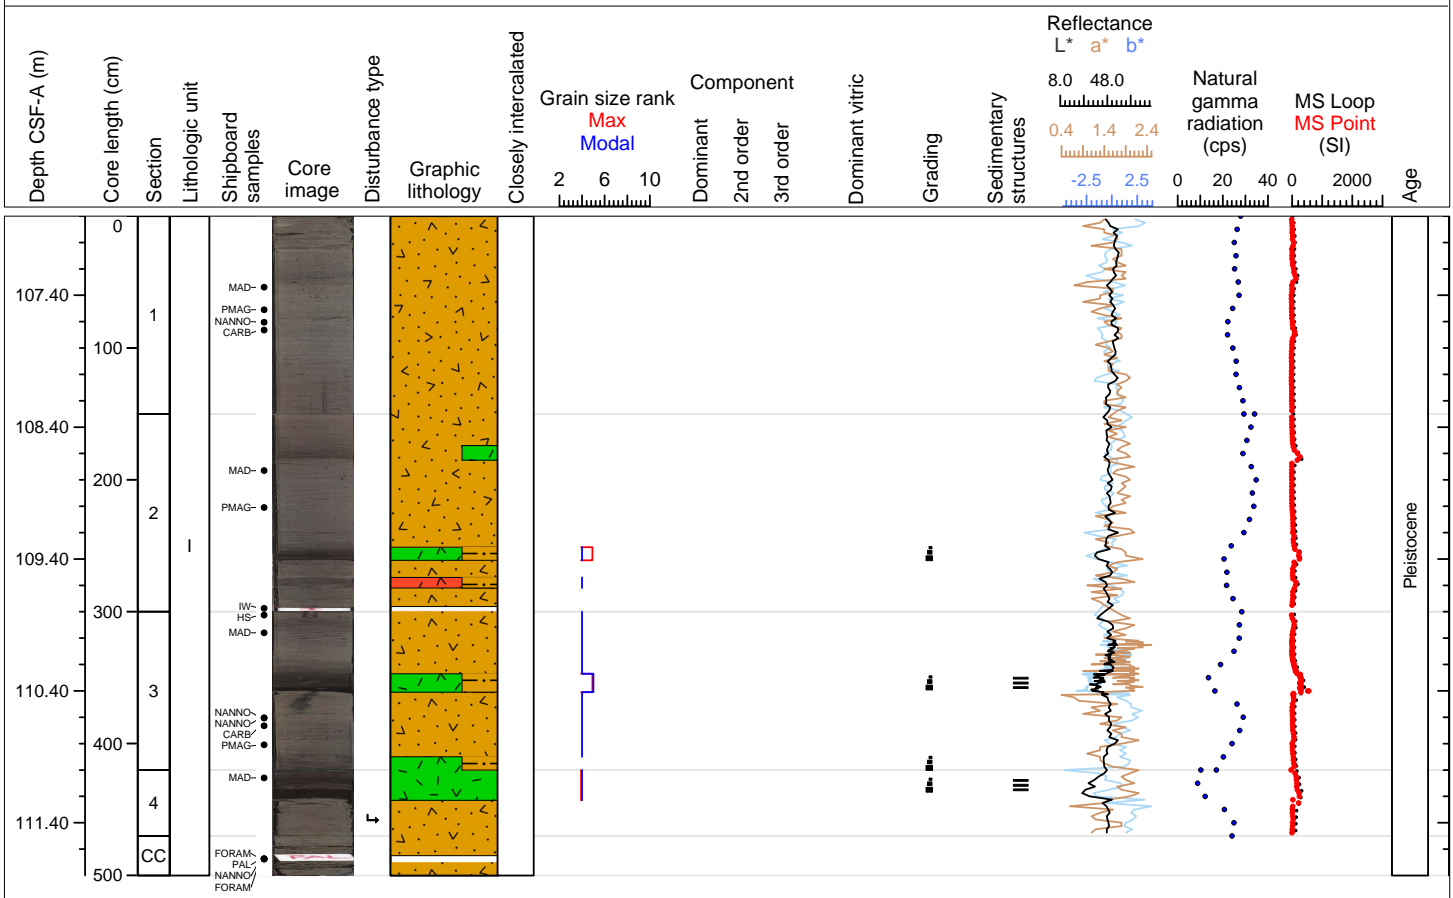 Depth CSF-A (m)
Core length (cm)
Section
Lithologic unit
Shipboard
samples
Core
image
Disturbance type
Graphic
lithology
Closely intercalated
Grain size rank
Max
Modal
2 6 10
Component
Dominant
2nd order
3rd order
Dominant vitric
Grading
Sedimentary
structures
Reflectance
L* a* b*
8.0 48.0
0.4 1.4 2.4
-2.5 2.5
Natural
gamma
radiation
(cps)
0 20 40
MS Loop
MS Point
(SI)
0 2000
Age
0
100
200
300
400
500
107.40
108.40
109.40
110.40
111.40
1
2
3
4
CC
I
MAD
PMAG
NANNO
CARB
MAD
PMAG
IW
HS
MAD
NANNO
NANNO
CARB
PMAG
MAD
FORAM
PAL
NANNO
FORAM
PAL
Pleistocene